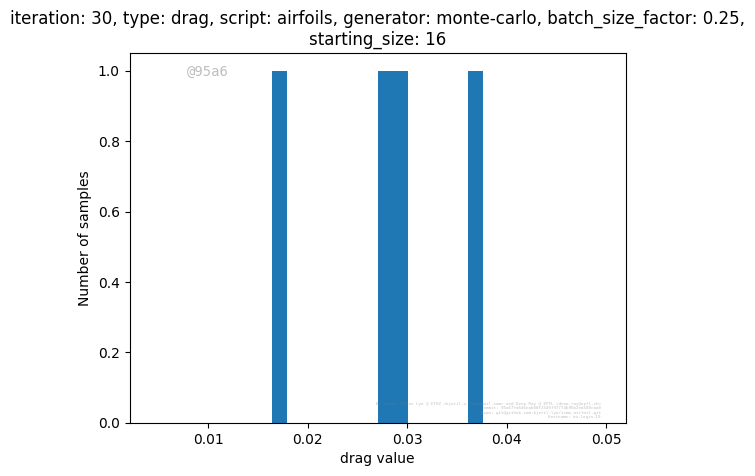 iteration: 30, type: drag, script: airfoils, generator: monte-carlo, batch_size_factor: 0.25,
starting_size: 16
@95a6
1.0
0.8
0.6
0.4
0.2
0.0
Number of samples
0.01
0.02
0.03
0.04
0.05
drag value